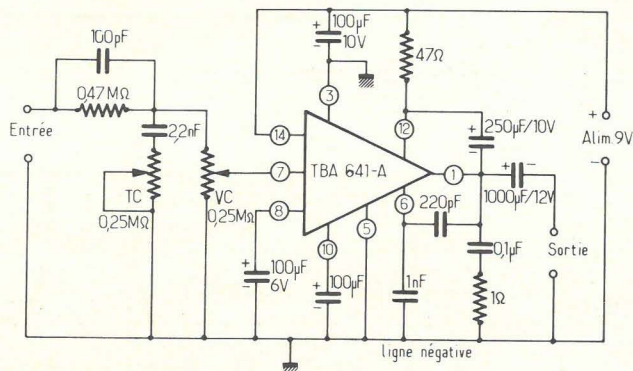 100pF
0,47MΩ
Entrée
2,2nF
TC
0,25MΩ
VC
0,25MΩ
100µF
10V
47Ω
3
14
12
7
TBA 641-A
1
8
6
10
5
250µF/10V
+
Alim. 9V
-
1000µF/12V
220pF
0,1µF
Sortie
100µF
6V
100µF
1nF
1Ω
ligne négative